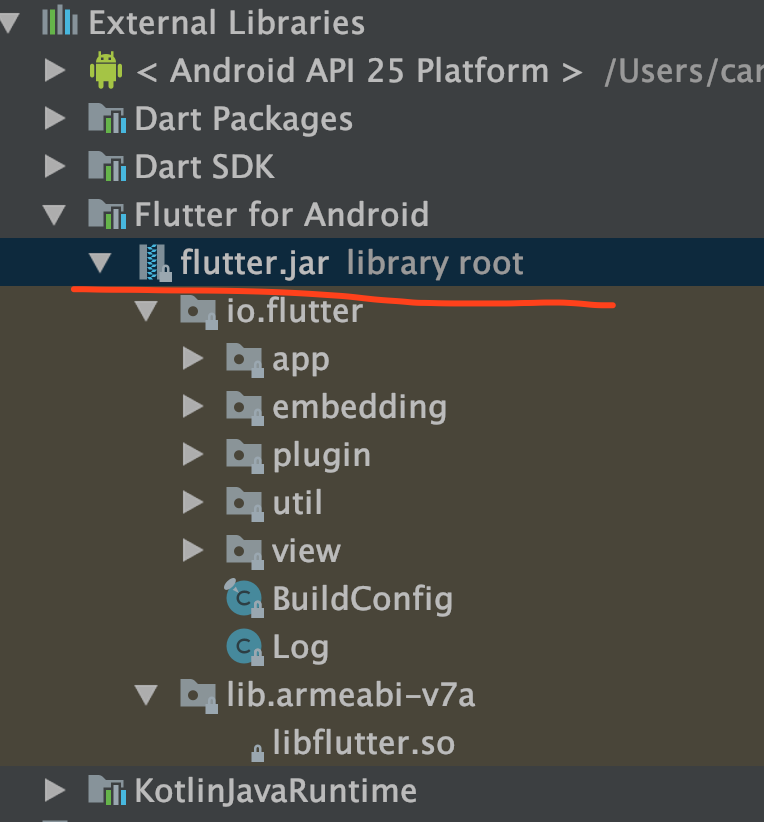 External Libraries
< Android API 25 Platform > /Users/car
Dart Packages
Dart SDK
Flutter for Android
flutter.jar library root
io.flutter
app
embedding
plugin
util
view
BuildConfig
Log
lib.armeabi-v7a
libflutter.so
KotlinJavaRuntime